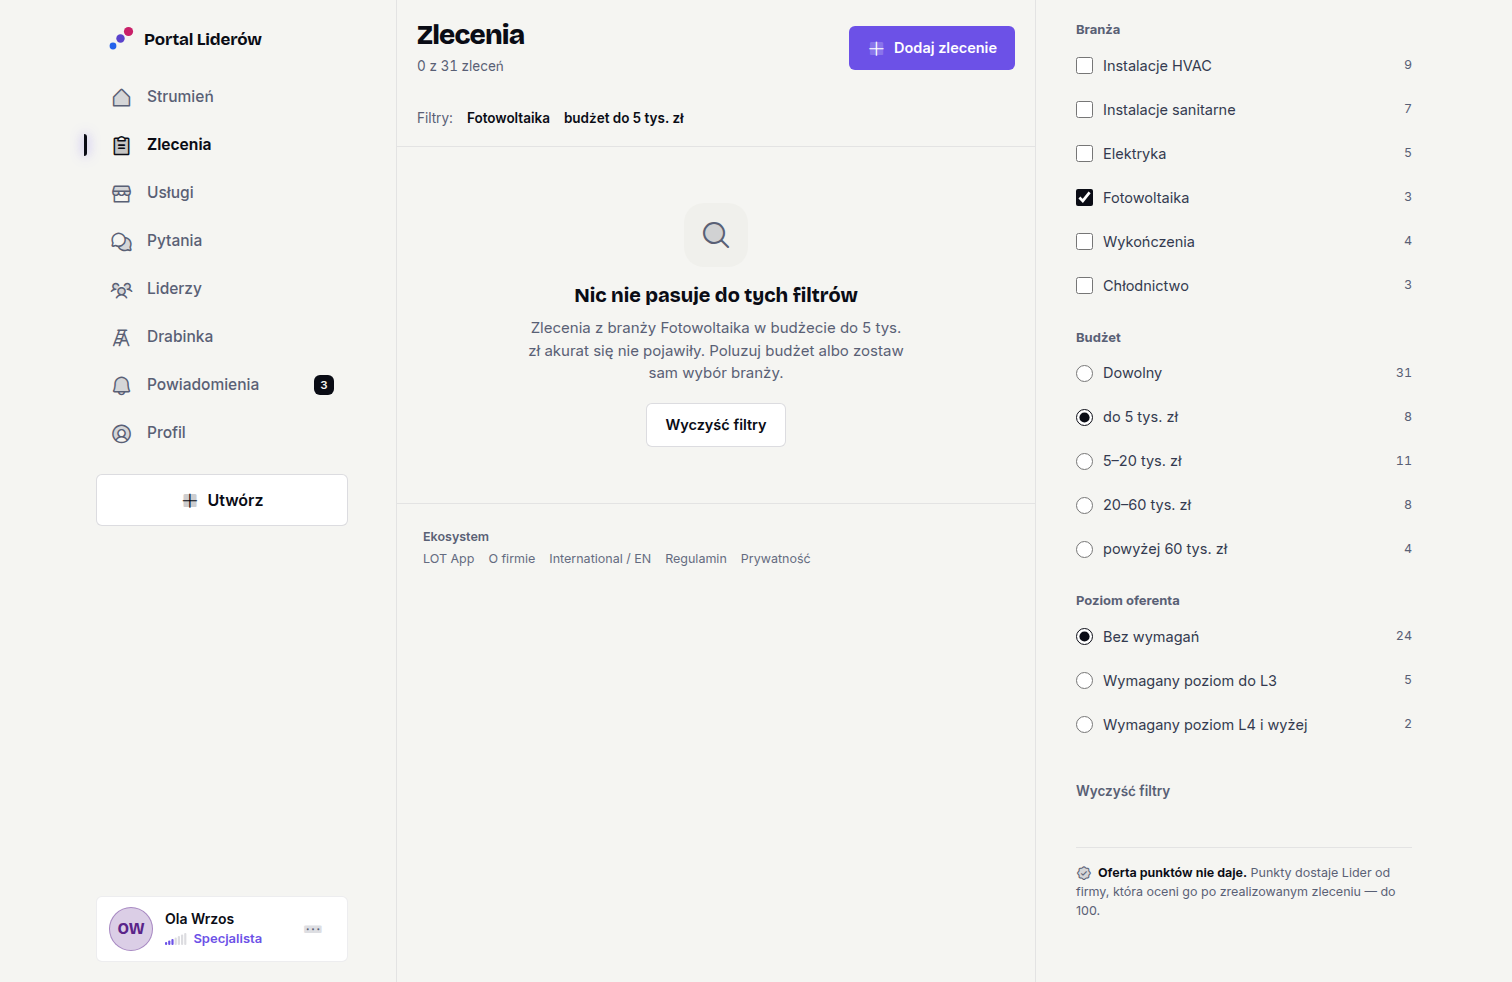 Portal Liderów
Strumień
Zlecenia
Usługi
Pytania
Liderzy
Drabinka
Powiadomienia 3
Profil
Utwórz
OW
Ola Wrzos
Specjalista
Zlecenia
0 z 31 zleceń
Dodaj zlecenie
Filtry: Fotowoltaika budżet do 5 tys. zł
Nic nie pasuje do tych filtrów
Zlecenia z branży Fotowoltaika w budżecie do 5 tys.
zł akurat się nie pojawiły. Poluzuj budżet albo zostaw
sam wybór branży.
Wyczyść filtry
Ekosystem
LOT App O firmie International / EN Regulamin Prywatność
Branża
Instalacje HVAC 9
Instalacje sanitarne 7
Elektryka 5
Fotowoltaika 3
Wykończenia 4
Chłodnictwo 3
Budżet
Dowolny 31
do 5 tys. zł 8
5–20 tys. zł 11
20–60 tys. zł 8
powyżej 60 tys. zł 4
Poziom oferenta
Bez wymagań 24
Wymagany poziom do L3 5
Wymagany poziom L4 i wyżej 2
Wyczyść filtry
Oferta punktów nie daje. Punkty dostaje Lider od
firmy, która oceni go po zrealizowanym zleceniu — do
100.